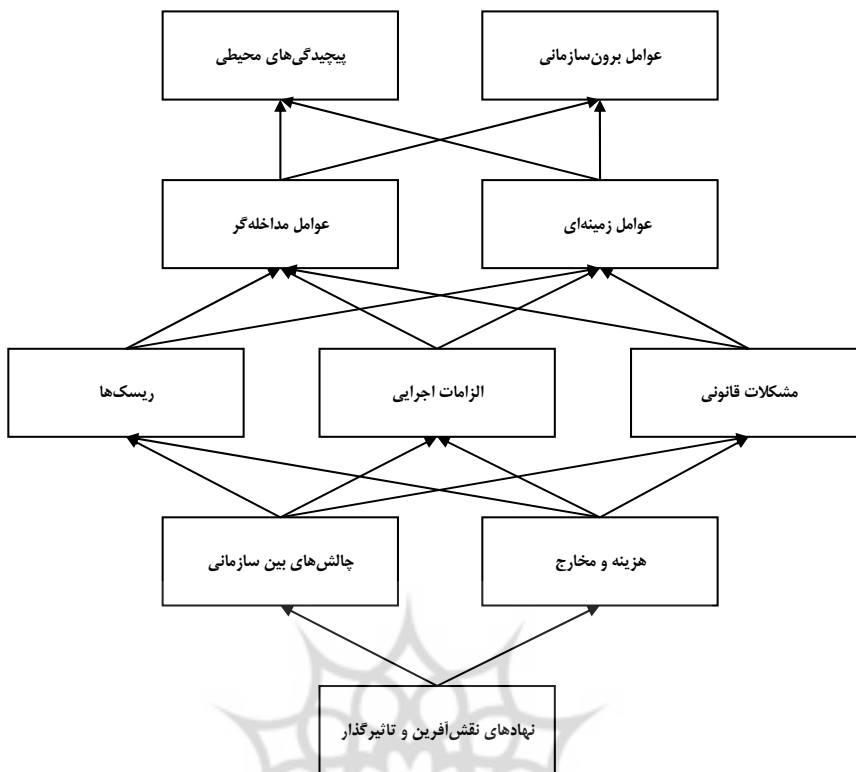 عوامل برون‌سازمانی
پیچیدگی‌های محیطی
عوامل زمینه‌ای
عوامل مداخله‌گر
مشکلات قانونی
الزامات اجرایی
ریسک‌ها
هزینه و مخارج
چالش‌های بین سازمانی
نهادهای نقش‌آفرین و تاثیرگذار